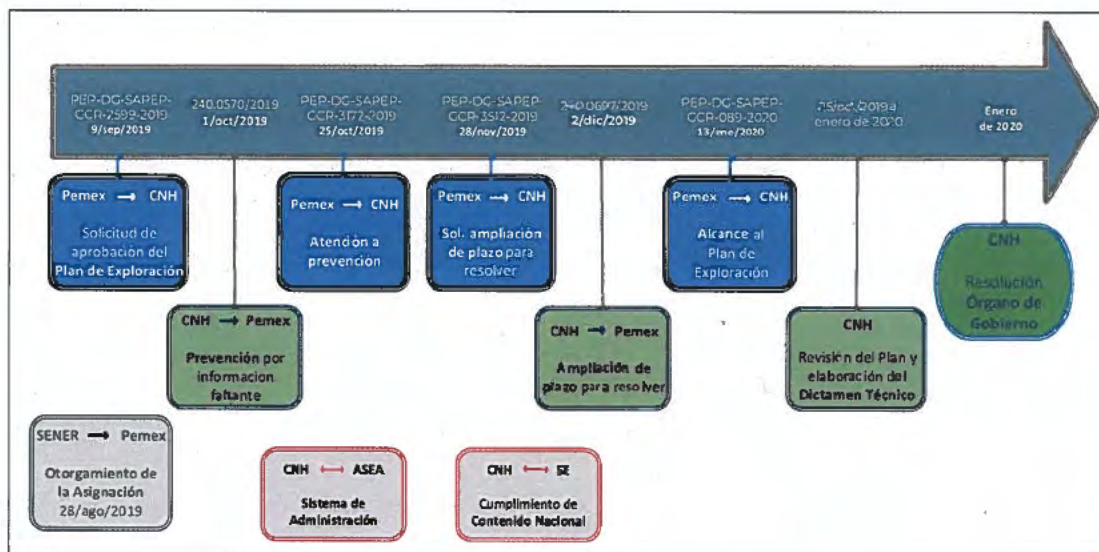 PEP-DG-SAPEP-
CCR-2599-2019
9/sep/2019
240.0570/2019
1/oct/2019
PEP-DG-SAPEP-
CCR-3172-2019
25/oct/2019
PEP-DG-SAPEP-
CCR-3512-2019
28/nov/2019
240.0697/2019
2/dic/2019
PEP-DG-SAPEP-
CCR-089-2020
13/ene/2020
25/oct/2019 a
enero de 2020
Enero
de 2020
Pemex → CNH
Solicitud de
aprobación del
Plan de Exploración
Pemex → CNH
Atención a
prevención
Pemex → CNH
Sol. ampliación
de plazo para
resolver
Pemex → CNH
Alcance al
Plan de
Exploración
CNH
Resolución
Órgano de
Gobierno
CNH → Pemex
Prevención por
informacion
faltante
CNH → Pemex
Ampliación de
plazo para resolver
CNH
Revisión del Plan y
elaboración del
Dictamen Técnico
SENER → Pemex
Otorgamiento de
la Asignación
28/ago/2019
CNH ↔ ASEA
Sistema de
Administración
CNH ↔ SE
Cumplimiento de
Contenido Nacional